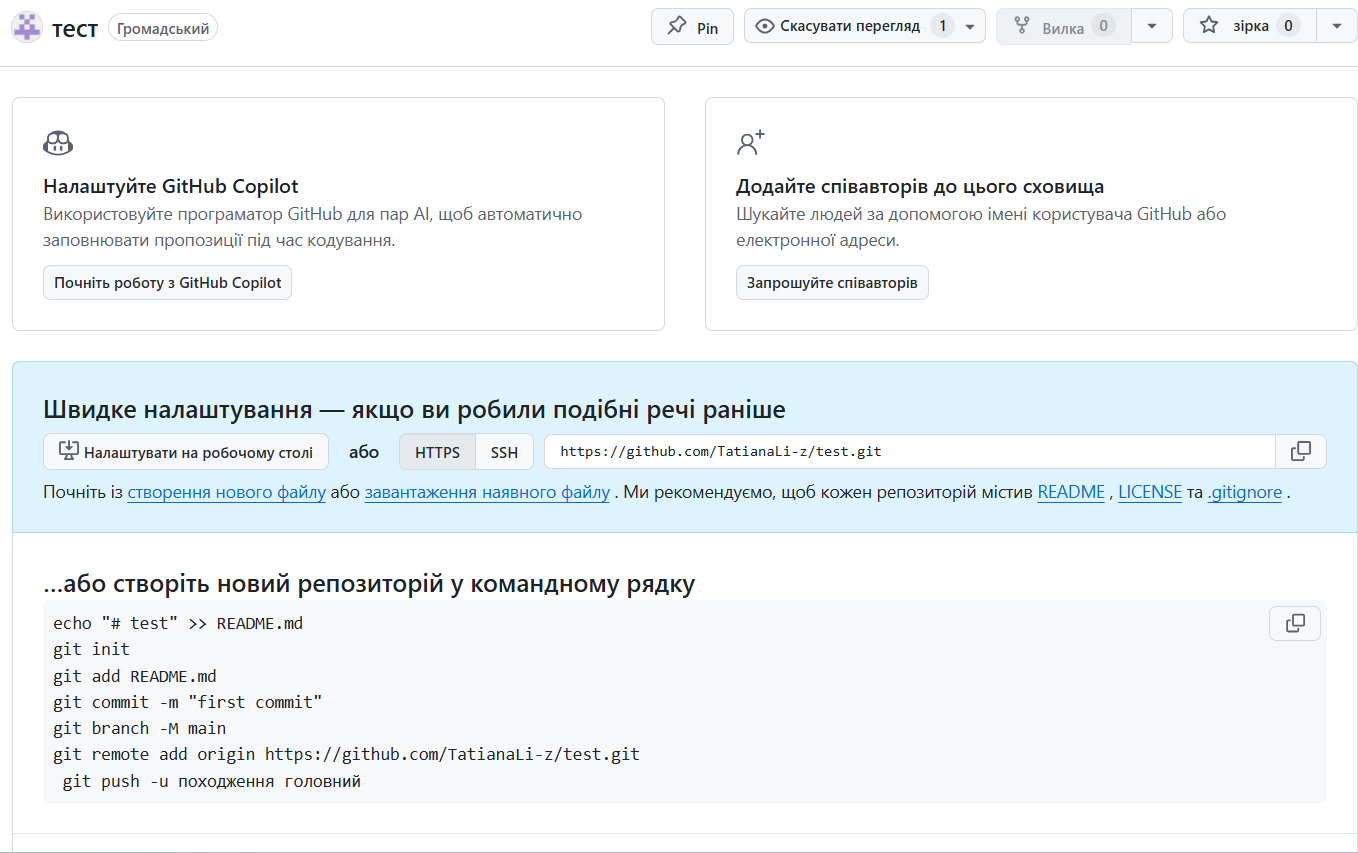 тест Громадський Pin Скасувати перегляд 1 Вилка 0 зірка 0
Налаштуйте GitHub Copilot
Використовуйте програматор GitHub для пар AI, щоб автоматично
заповнювати пропозиції під час кодування.
Почніть роботу з GitHub Copilot
Додайте співавторів до цього сховища
Шукайте людей за допомогою імені користувача GitHub або
електронної адреси.
Запрошуйте співавторів
Швидке налаштування — якщо ви робили подібні речі раніше
Налаштувати на робочому столі або HTTPS SSH https://github.com/TatianaLi-z/test.git
Почніть із створення нового файлу або завантаження наявного файлу . Ми рекомендуємо, щоб кожен репозиторій містив README , LICENSE та .gitignore .
...або створіть новий репозиторій у командному рядку
echo "# test" >> README.md
git init
git add README.md
git commit -m "first commit"
git branch -M main
git remote add origin https://github.com/TatianaLi-z/test.git
git push -u походження головний